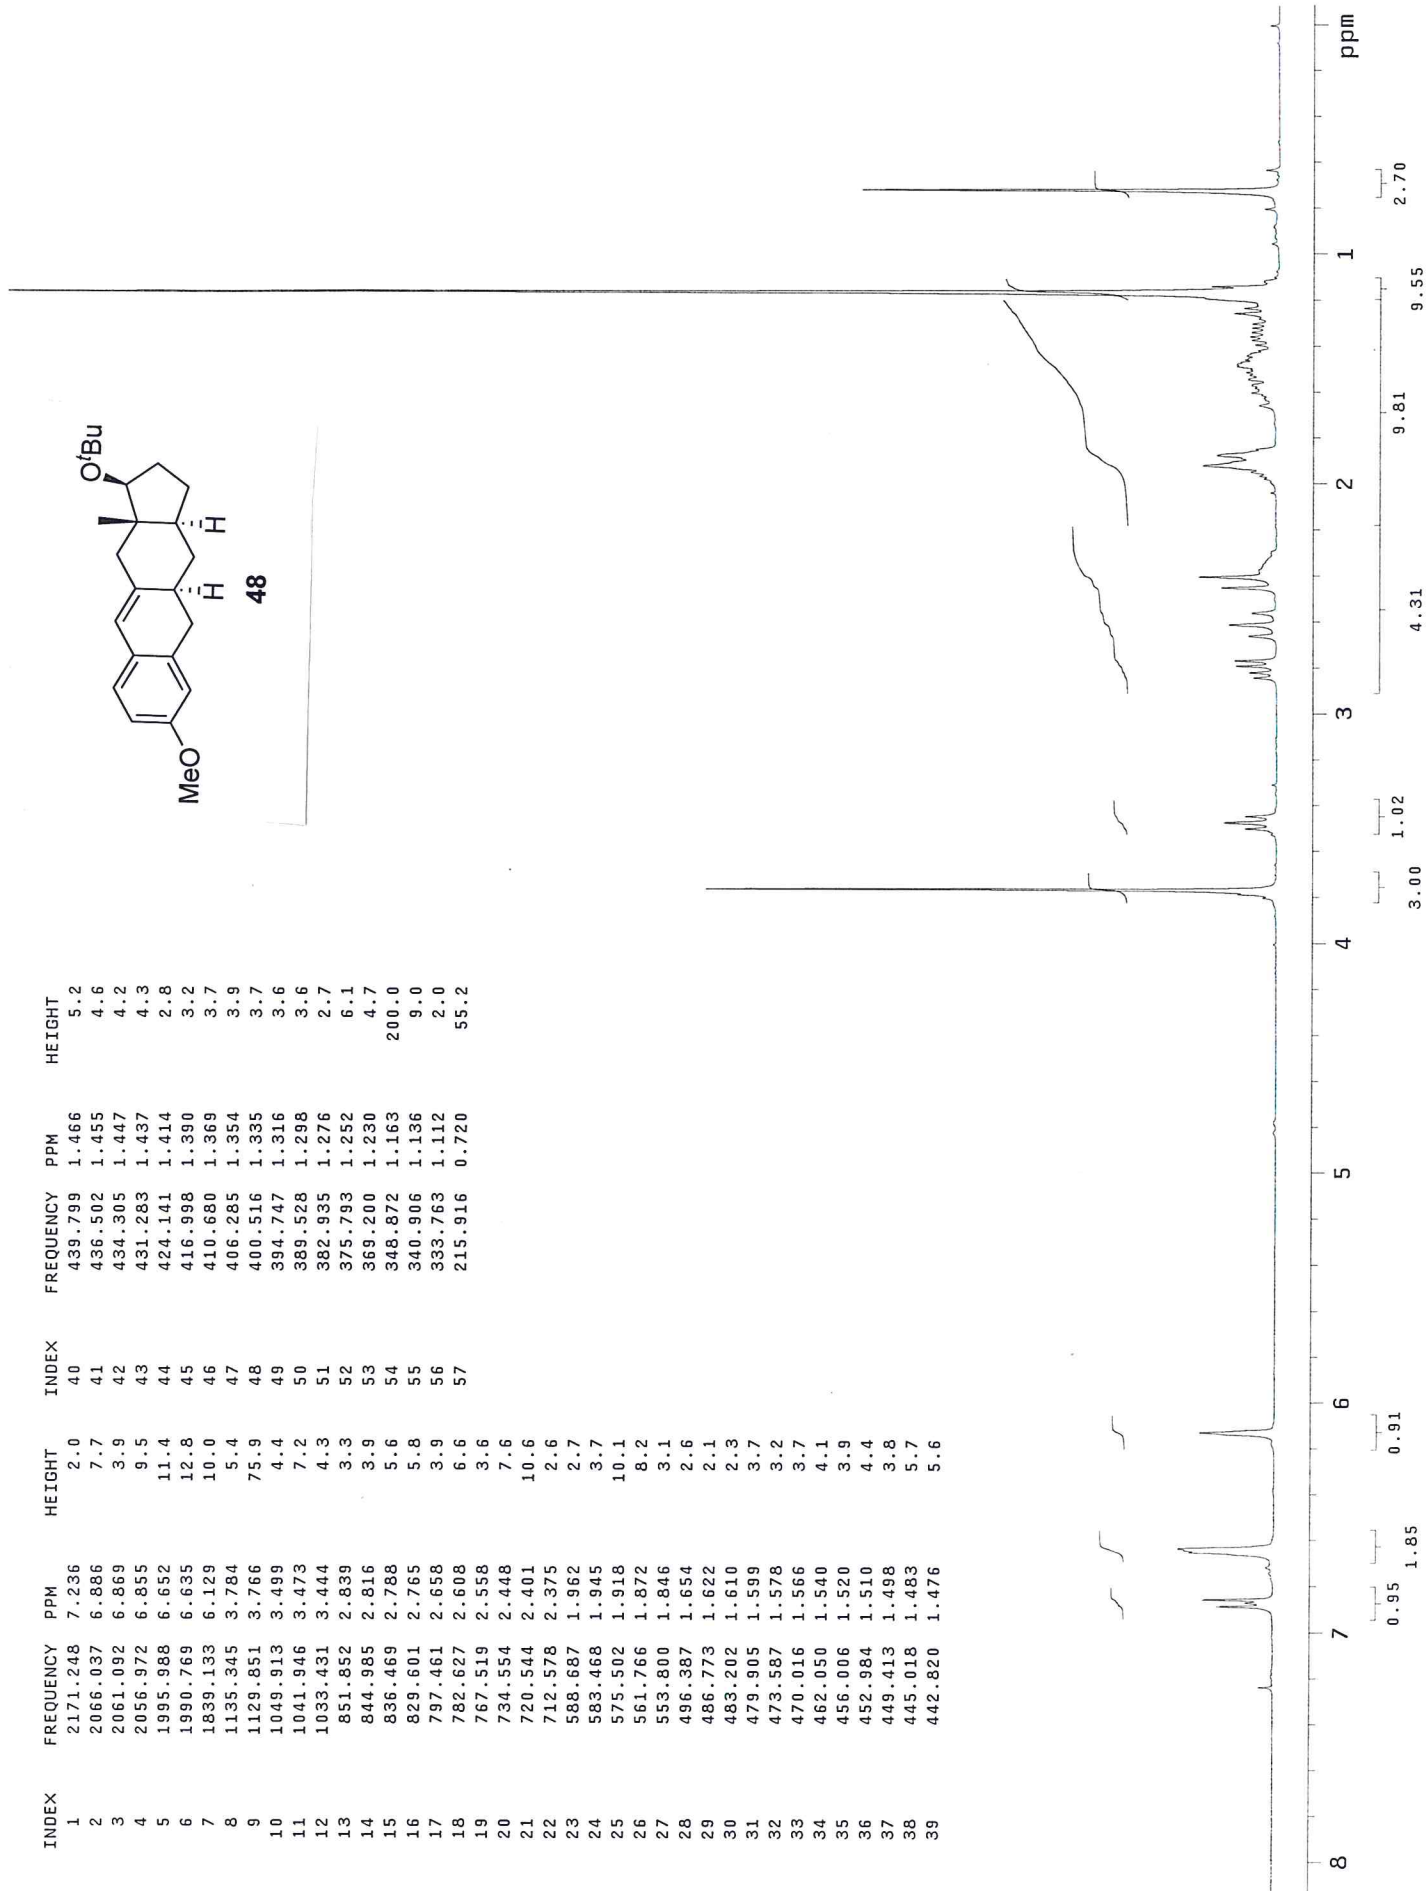 INDEX FREQUENCY PPM HEIGHT INDEX FREQUENCY PPM HEIGHT
1 2171.248 7.236 2.0 40 439.799 1.466 5.2
2 2066.037 6.886 7.7 41 436.502 1.455 4.6
3 2061.092 6.869 3.9 42 434.305 1.447 4.2
4 2056.972 6.855 9.5 43 431.283 1.437 4.3
5 1995.988 6.652 11.4 44 424.141 1.414 2.8
6 1990.769 6.635 12.8 45 416.998 1.390 3.2
7 1839.133 6.129 10.0 46 410.680 1.369 3.7
8 1135.345 3.784 5.4 47 406.285 1.354 3.9
9 1129.851 3.766 75.9 48 400.516 1.335 3.7
10 1049.913 3.499 4.4 49 394.747 1.316 3.6
11 1041.946 3.473 7.2 50 389.528 1.298 3.6
12 1033.431 3.444 4.3 51 382.935 1.276 2.7
13 851.852 2.839 3.3 52 375.793 1.252 6.1
14 844.985 2.816 3.9 53 369.200 1.230 4.7
15 836.469 2.788 5.6 54 348.872 1.163 200.0
16 829.601 2.765 5.8 55 340.906 1.136 9.0
17 797.461 2.658 3.9 56 333.763 1.112 2.0
18 782.627 2.608 6.6 57 215.916 0.720 55.2
19 767.519 2.558 3.6
20 734.554 2.448 7.6
21 720.544 2.401 10.6
22 712.578 2.375 2.6
23 588.687 1.962 2.7
24 583.468 1.945 3.7
25 575.502 1.918 10.1
26 561.766 1.872 8.2
27 553.800 1.846 3.1
28 496.387 1.654 2.6
29 486.773 1.622 2.1
30 483.202 1.610 2.3
31 479.905 1.599 3.7
32 473.587 1.578 3.2
33 470.016 1.566 3.7
34 462.050 1.540 4.1
35 456.006 1.520 3.9
36 452.984 1.510 4.4
37 449.413 1.498 3.8
38 445.018 1.483 5.7
39 442.820 1.476 5.6
OtBu
H
H
MeO
48
8 7 6 5 4 3 2 1 ppm
0.95 1.85 0.91 3.00 1.02 4.31 9.81 9.55 2.70